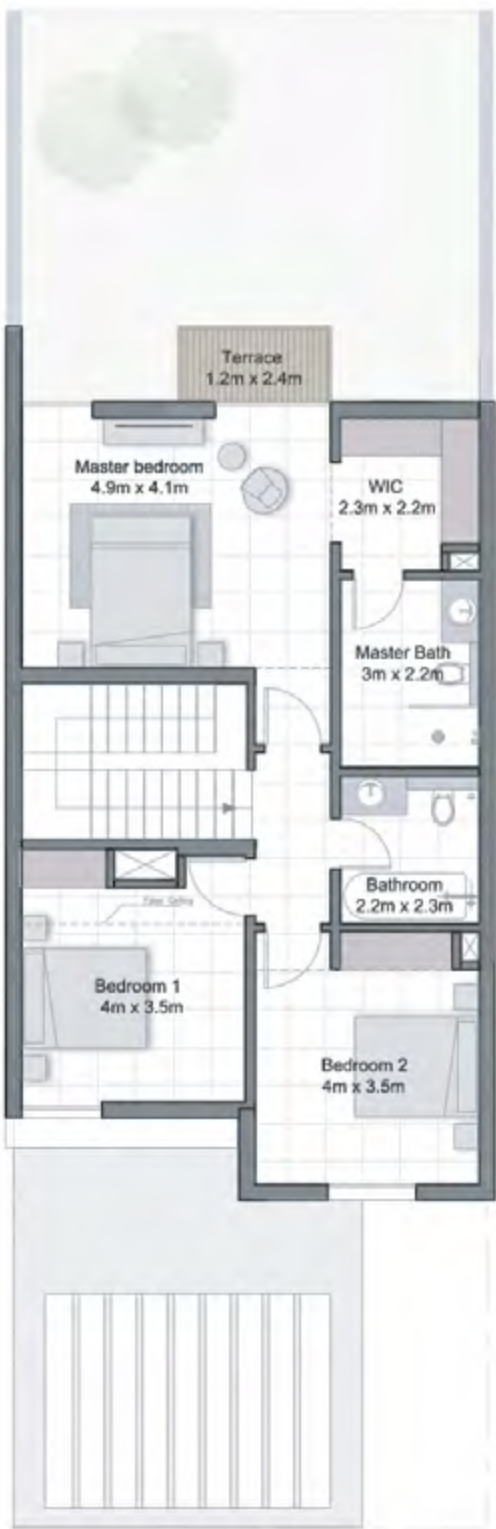 Terrace
1.2m x 2.4m
Master bedroom
4.9m x 4.1m
WIC
2.3m x 2.2m
Master Bath
3m x 2.2m
Bathroom
2.2m x 2.3m
Bedroom 1
4m x 3.5m
Bedroom 2
4m x 3.5m